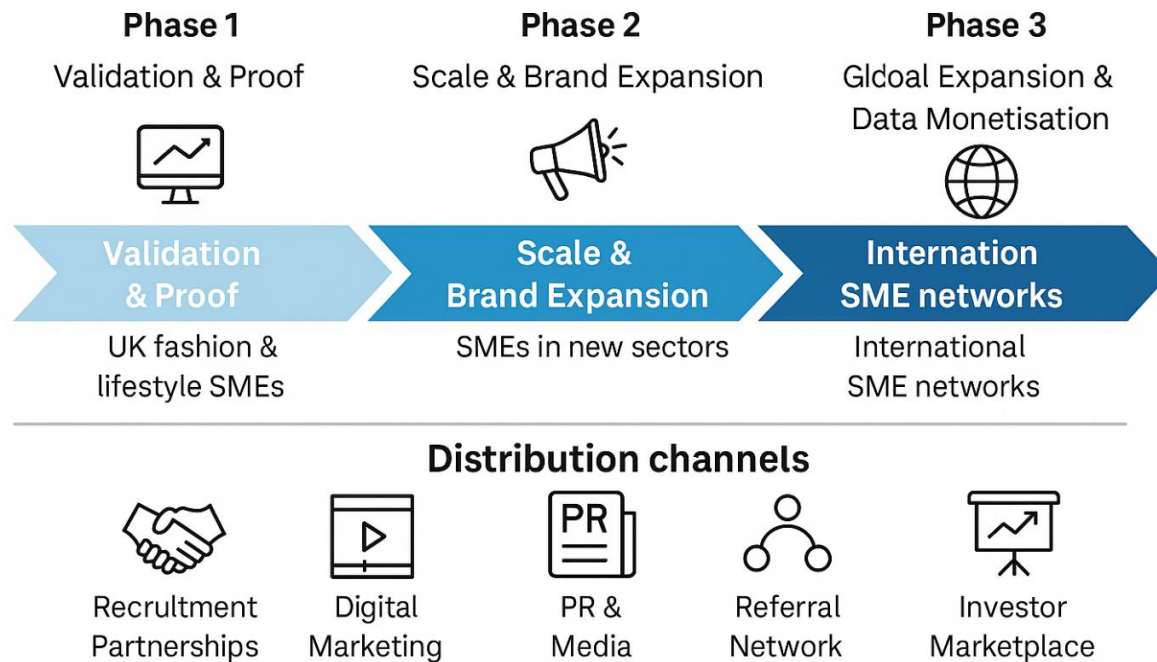 Phase 1
Validation & Proof
Phase 2
Scale & Brand Expansion
Phase 3
Gldoal Expansion &
Data Monetisation
Validation
& Proof
Scale &
Brand Expansion
Internation
SME networks
UK fashion &
lifestyle SMEs
SMEs in new sectors
International
SME networks
Distribution channels
PR
Recrultment
Partnerships
Digital
Marketing
PR &
Media
Referral
Network
Investor
Marketplace